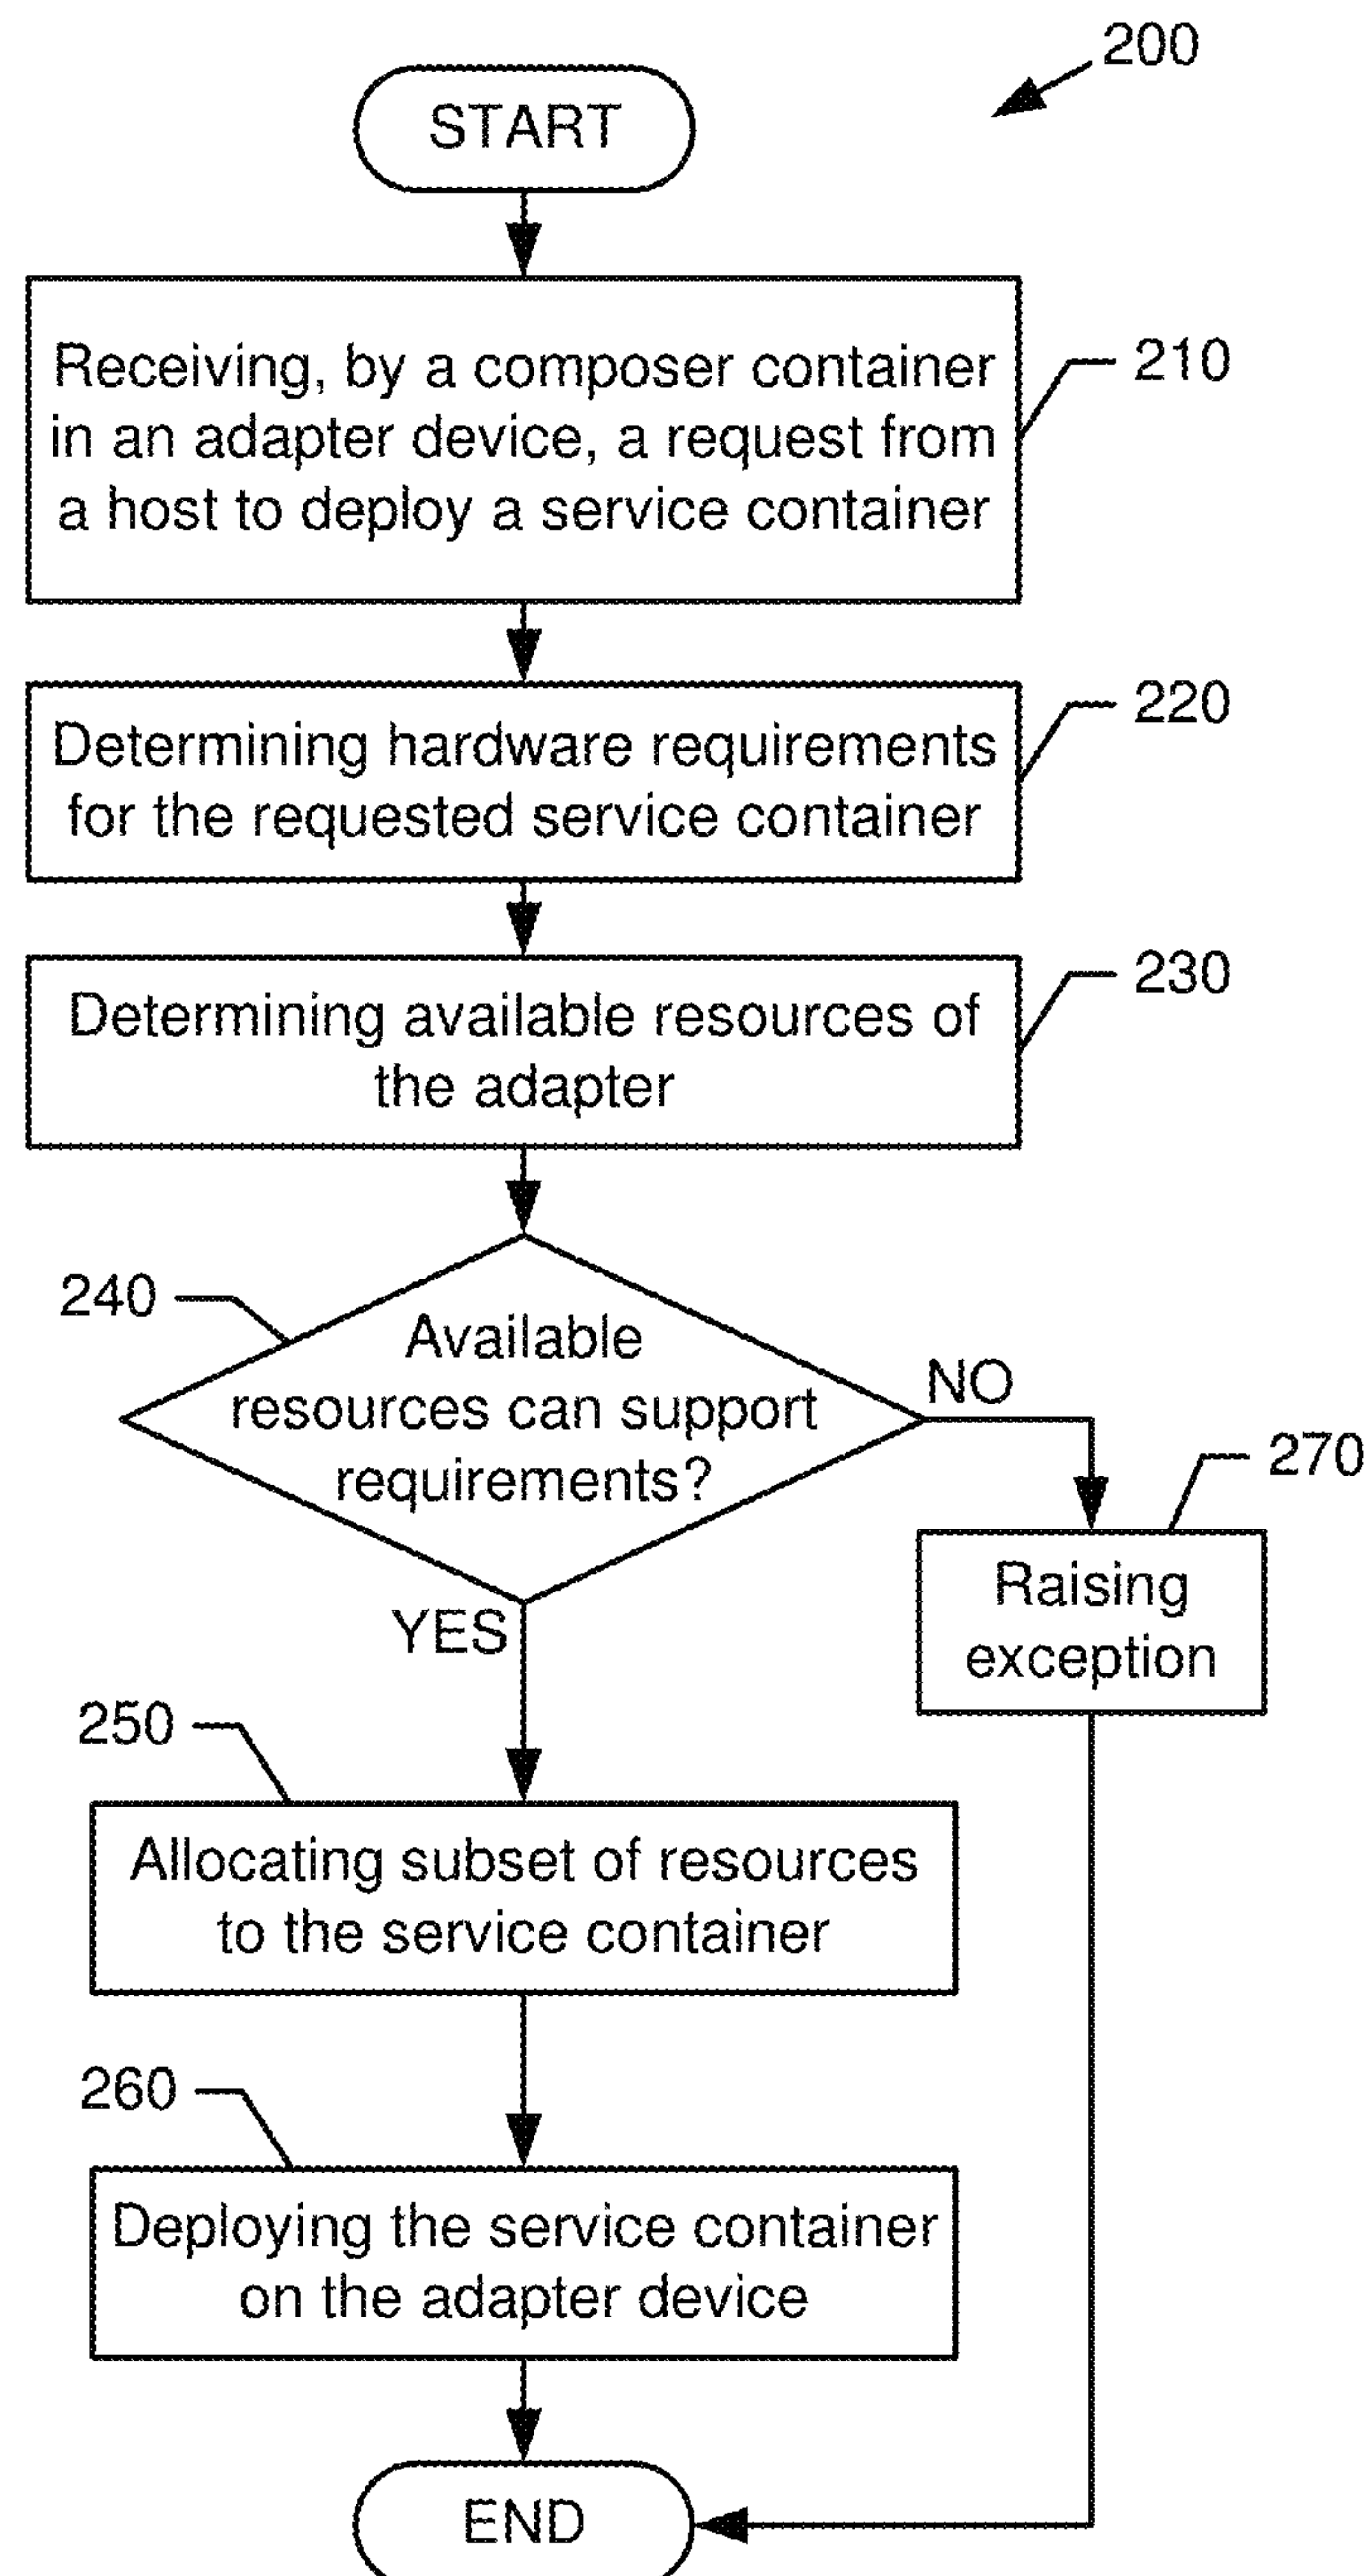 200
START
Receiving, by a composer container
in an adapter device, a request from
a host to deploy a service container
210
Determining hardware requirements
for the requested service container
220
Determining available resources of
the adapter
230
240
Available
resources can support
requirements?
NO
YES
270
Raising
exception
250
Allocating subset of resources
to the service container
260
Deploying the service container
on the adapter device
END